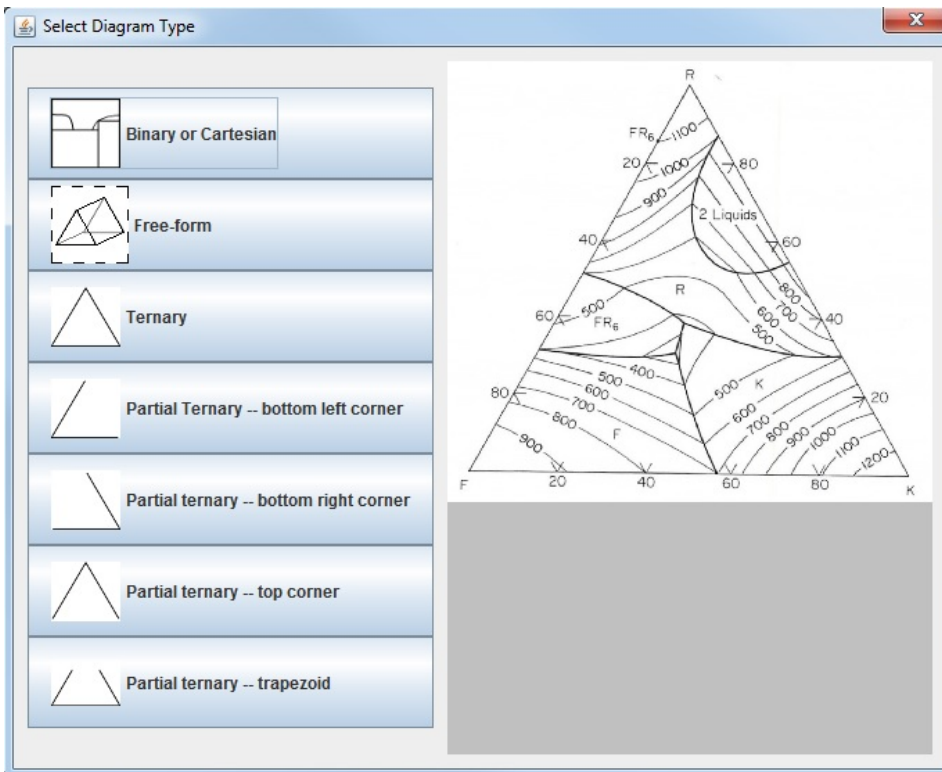 Select Diagram Type
Binary or Cartesian
Free-form
Ternary
Partial Ternary -- bottom left corner
Partial ternary -- bottom right corner
Partial ternary -- top corner
Partial ternary -- trapezoid
R
FR6 1100
20 1000 80
900
2 Liquids
40 60
R
800
500 700
60 600 40
FR6 500
400
500 500 K
600 600
80 700 700 20
800 F 800
900 900
1000
1100
1200
F 20 40 60 80 K